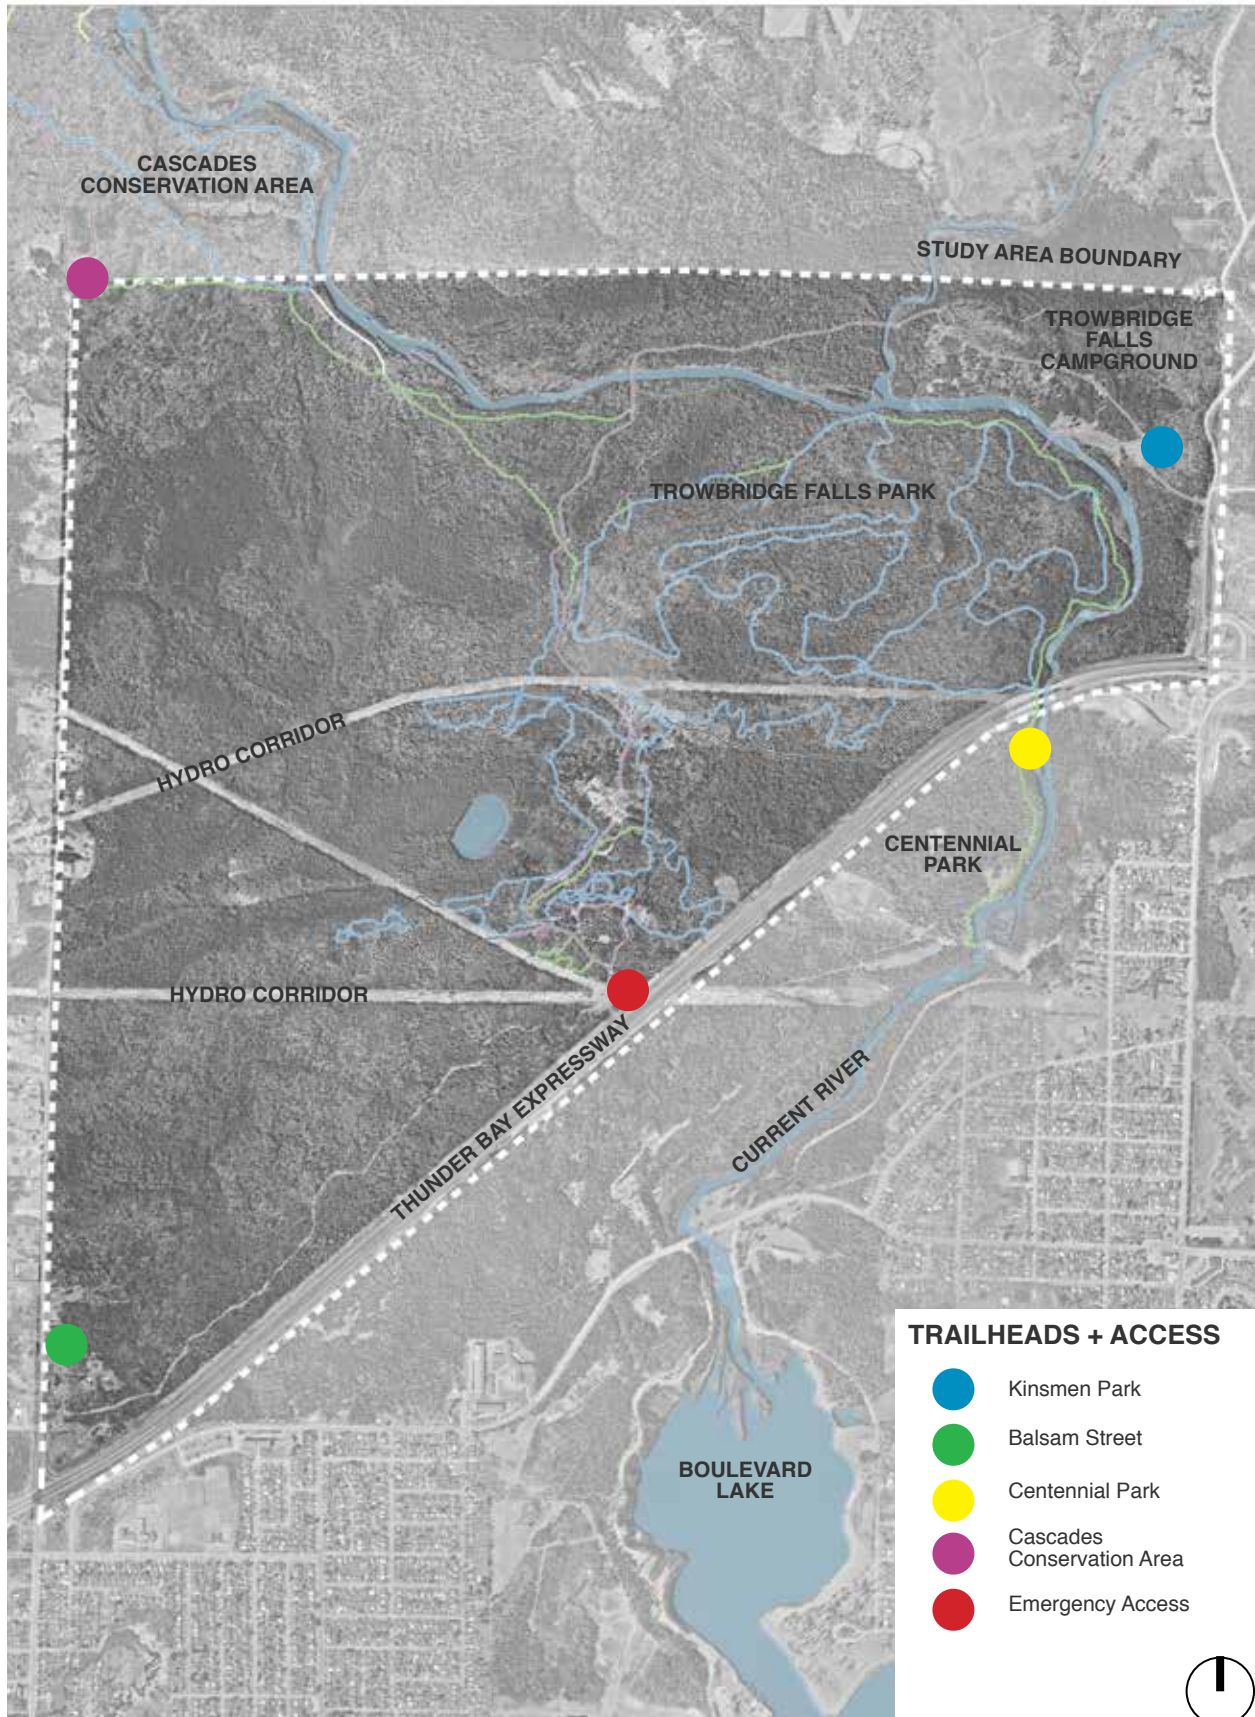 CASCADES
CONSERVATION AREA
STUDY AREA BOUNDARY
TROWBRIDGE
FALLS
CAMPGROUND
TROWBRIDGE FALLS PARK
HYDRO CORRIDOR
CENTENNIAL
PARK
HYDRO CORRIDOR
THUNDER BAY EXPRESSWAY
CURRENT RIVER
BOULEVARD
LAKE
TRAILHEADS + ACCESS
Kinsmen Park
Balsam Street
Centennial Park
Cascades
Conservation Area
Emergency Access